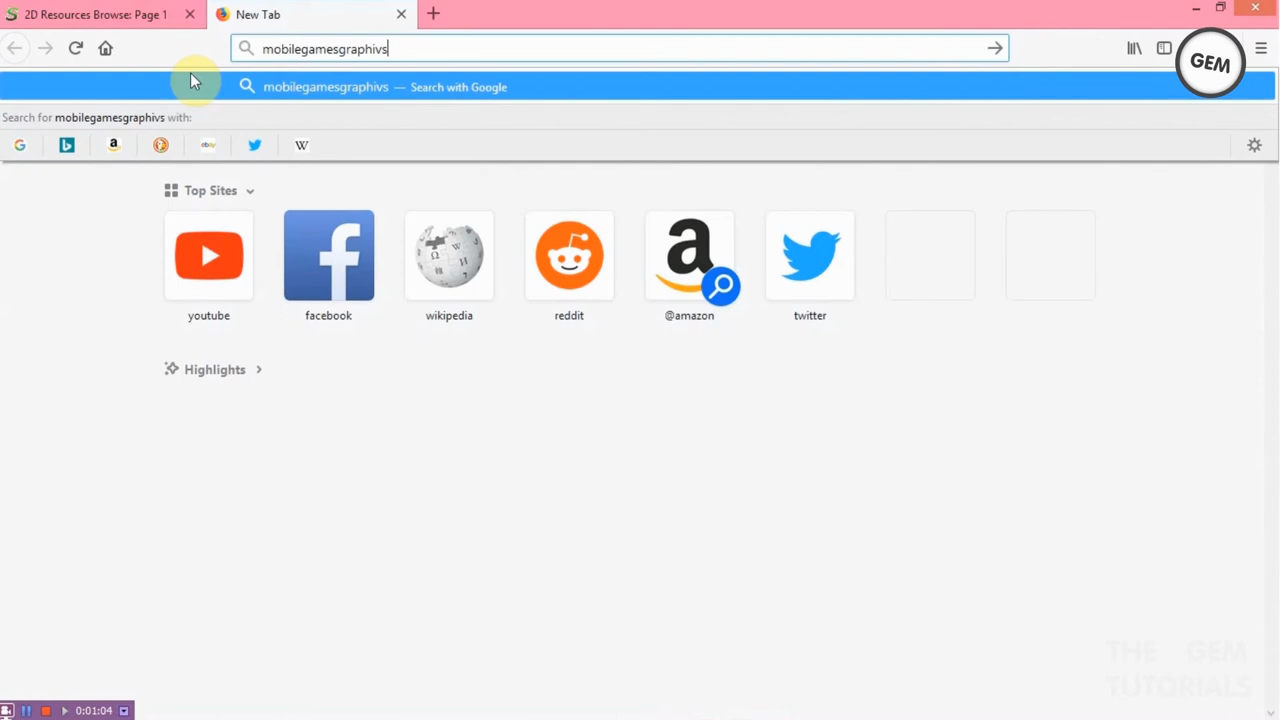 2D Resources Browse: Page 1
New Tab
mobilegamesgraphivs
GEM
mobilegamesgraphivs — Search with Google
Search for mobilegamesgraphivs with:
ebay
Top Sites
youtube
facebook
wikipedia
reddit
@amazon
twitter
Highlights
THE GEM
TUTORIALS
0:01:04